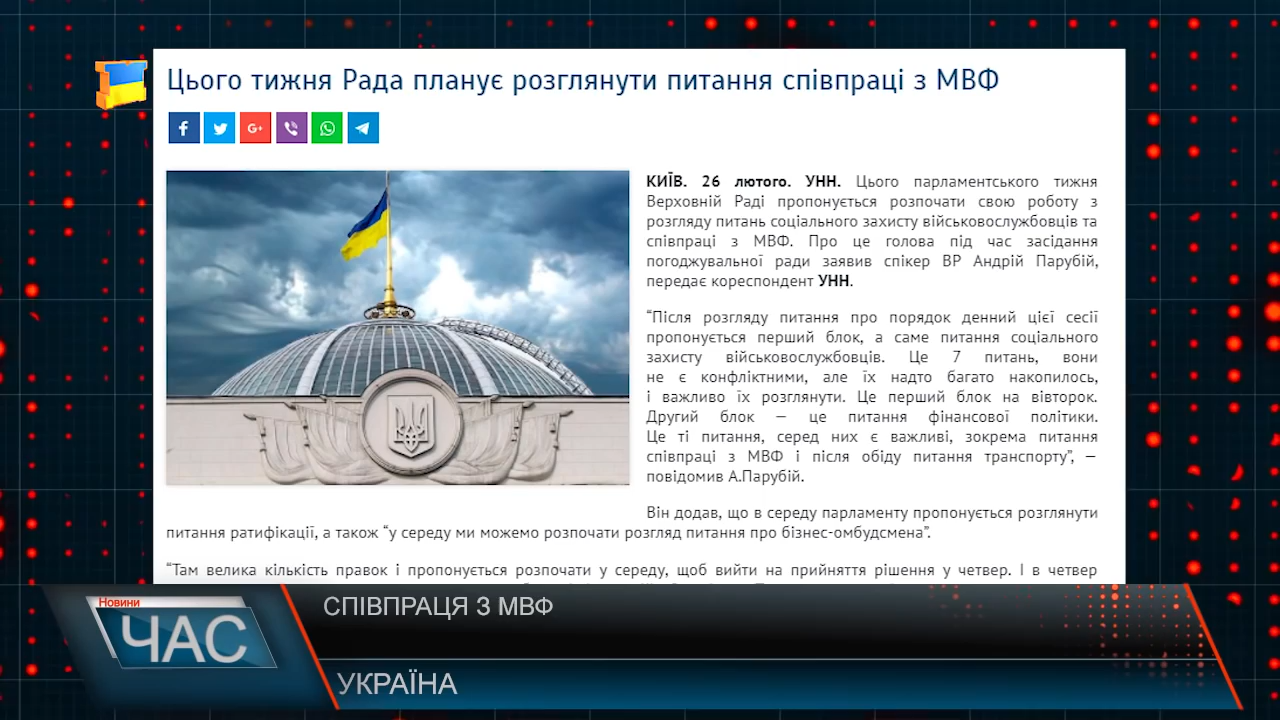 Цього тижня Рада планує розглянути питання співпраці з МВФ
КИЇВ. 26 лютого. УНН. Цього парламентського тижня
Верховній Раді пропонується розпочати свою роботу з
розгляду питань соціального захисту військовослужбовців та
співпраці з МВФ. Про це голова під час засідання
погоджувальної ради заявив спікер ВР Андрій Парубій,
передає кореспондент УНН.
“Після розгляду питання про порядок денний цієї сесії
пропонується перший блок, а саме питання соціального
захисту військовослужбовців. Це 7 питань, вони
не є конфліктними, але їх надто багато накопилось,
і важливо їх розглянути. Це перший блок на вівторок.
Другий блок — це питання фінансової політики.
Це ті питання, серед них є важливі, зокрема питання
співпраці з МВФ і після обіду питання транспорту”, —
повідомив А.Парубій.
Він додав, що в середу парламенту пропонується розглянути
питання ратифікації, а також “у середу ми можемо розпочати розгляд питання про бізнес-омбудсмена”.
“Там велика кількість правок і пропонується розпочати у середу, щоб вийти на прийняття рішення у четвер. І в четвер
Новини
ЧАС
СПІВПРАЦЯ З МВФ
УКРАЇНА